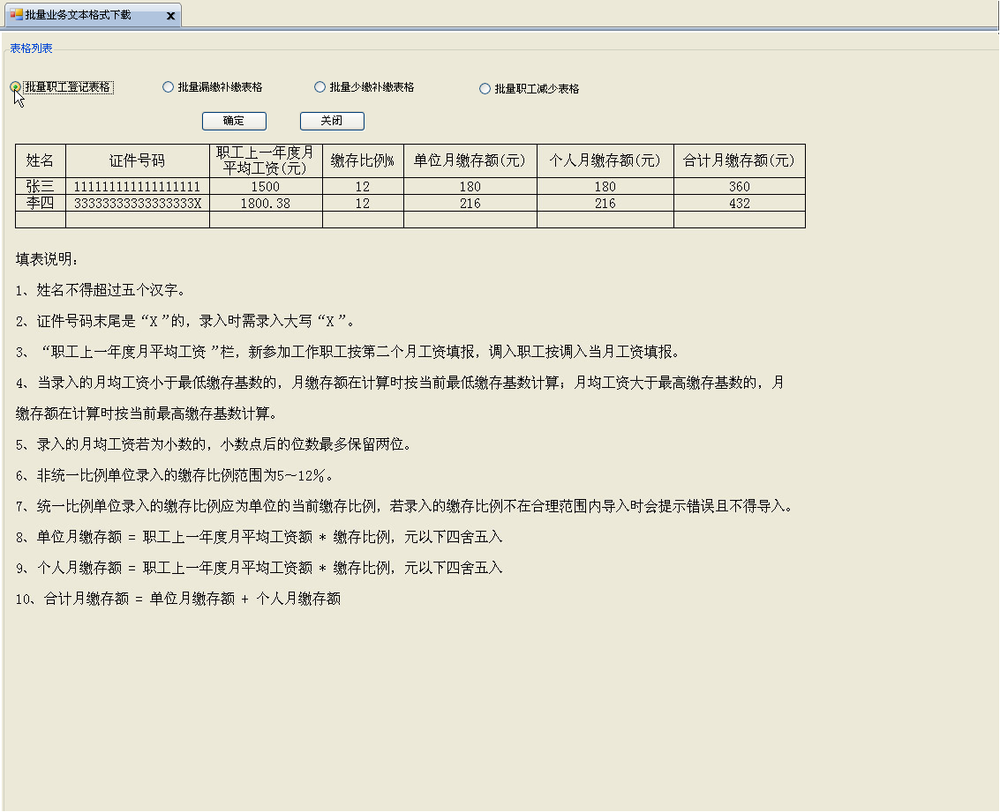 批量业务文本格式下载 x
表格列表
批量职工登记表格 批量漏缴补缴表格 批量少缴补缴表格 批量职工减少表格
确定 关闭
姓名 证件号码 职工上一年度月平均工资(元) 缴存比例% 单位月缴存额(元) 个人月缴存额(元) 合计月缴存额(元)
张三 111111111111111111 1500 12 180 180 360
李四 33333333333333333X 1800.38 12 216 216 432
填表说明：
1、姓名不得超过五个汉字。
2、证件号码末尾是“X ”的，录入时需录入大写“X ”。
3、“职工上一年度月平均工资 ”栏，新参加工作职工按第二个月工资填报，调入职工按调入当月工资填报。
4、当录入的月均工资小于最低缴存基数的，月缴存额在计算时按当前最低缴存基数计算；月均工资大于最高缴存基数的，月
缴存额在计算时按当前最高缴存基数计算。
5、录入的月均工资若为小数的，小数点后的位数最多保留两位。
6、非统一比例单位录入的缴存比例范围为5～12％。
7、统一比例单位录入的缴存比例应为单位的当前缴存比例，若录入的缴存比例不在合理范围内导入时会提示错误且不得导入。
8、单位月缴存额 = 职工上一年度月平均工资额 * 缴存比例，元以下四舍五入
9、个人月缴存额 = 职工上一年度月平均工资额 * 缴存比例，元以下四舍五入
10、合计月缴存额 = 单位月缴存额 + 个人月缴存额